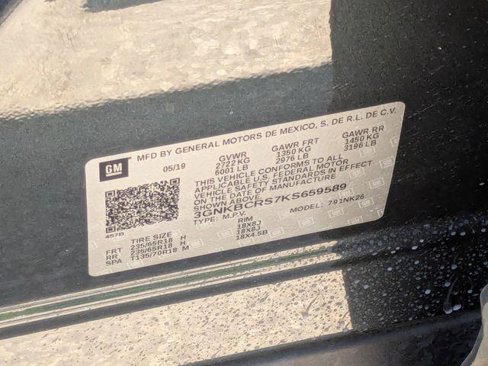 GM
MFD BY GENERAL MOTORS DE MEXICO, S. DE R.L. DE C.V.
05/19 GVWR GAWR FRT GAWR RR
2722 KG 1350 KG 1450 KG
6001 LB 2976 LB 3196 LB
THIS VEHICLE CONFORMS TO ALL
APPLICABLE U.S. FEDERAL MOTOR
VEHICLE SAFETY STANDARDS IN EFFECT
ON THE DATE OF MANUFACTURE
SHOWN ABOVE.
3GNKBCRS7KS659589
TYPE: M.P.V. MODEL: 791NK26
457B
TIRE SIZE RIM
FRT 235/65R18 H 18X8J
RR 235/65R18 H 18X8J
SPA T135/70R18 M 18X4.5B